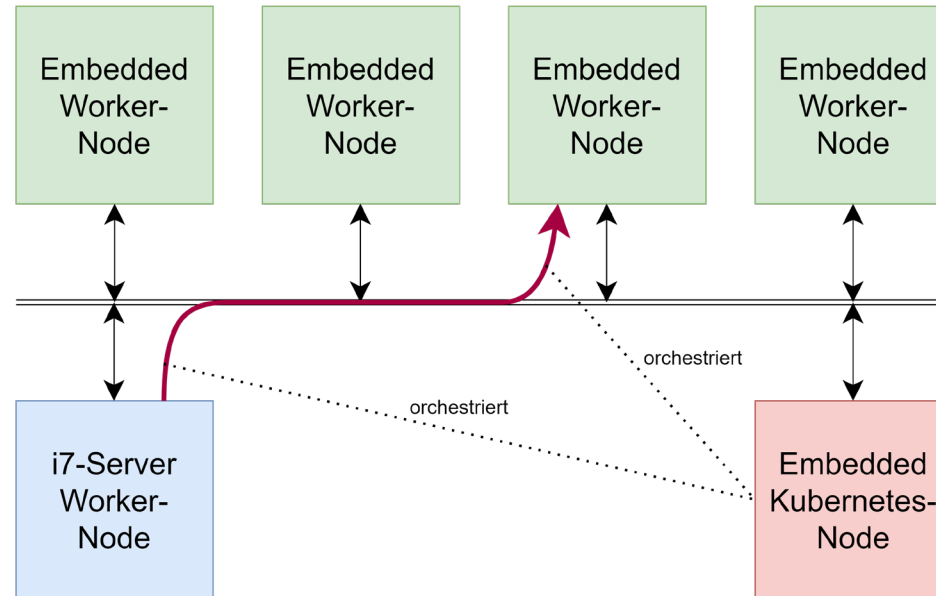 Embedded
Worker-
Node
Embedded
Worker-
Node
Embedded
Worker-
Node
Embedded
Worker-
Node
orchestriert
orchestriert
i7-Server
Worker-
Node
Embedded
Kubernetes-
Node